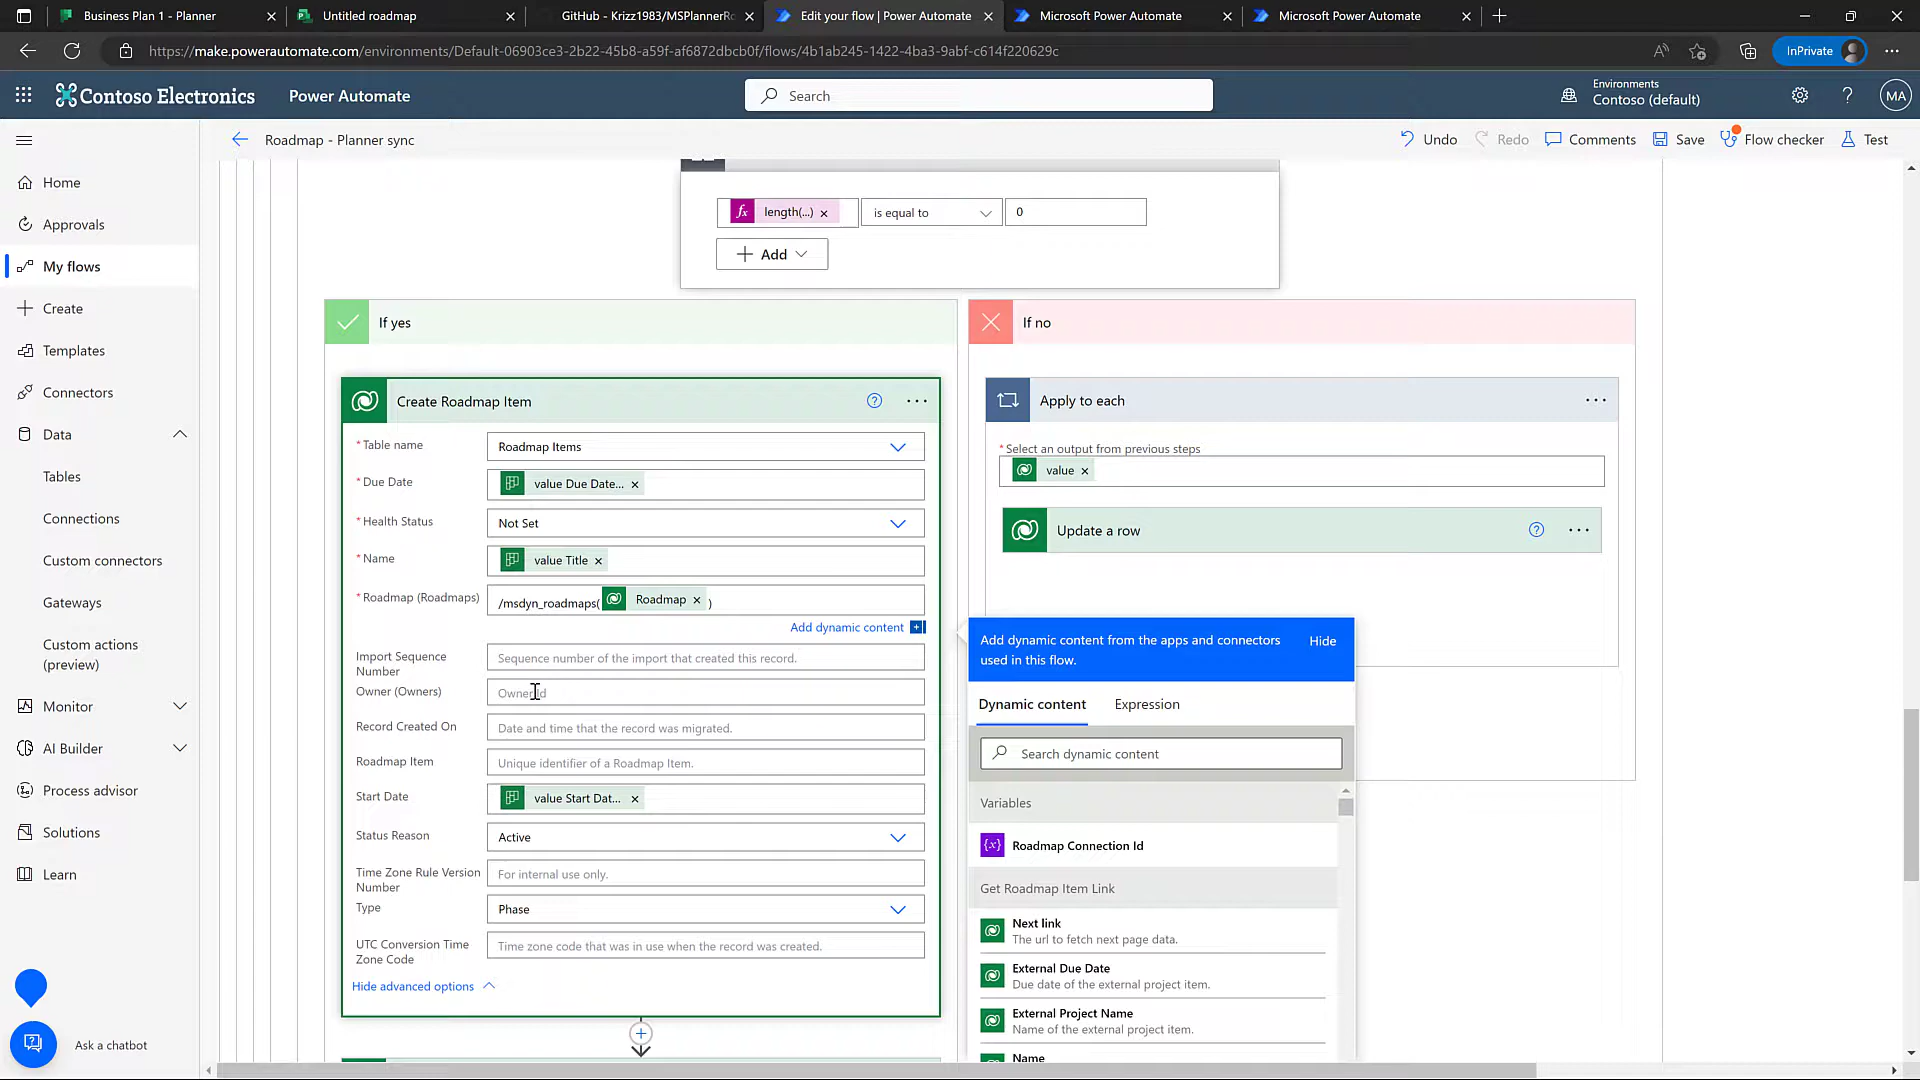 Business Plan 1 - Planner
Untitled roadmap
GitHub - Krizz1983/MSPlannerRo
Edit your flow | Power Automate
Microsoft Power Automate
Microsoft Power Automate
https://make.powerautomate.com/environments/Default-06903ce3-2b22-45b8-a59f-af6872dbcb0f/flows/4b1ab245-1422-4ba3-9abf-c614f220629c
InPrivate
Contoso Electronics
Power Automate
Search
Environments
Contoso (default)
MA
Roadmap - Planner sync
Undo
Redo
Comments
Save
Flow checker
Test
Home
Approvals
My flows
Create
Templates
Connectors
Data
Tables
Connections
Custom connectors
Gateways
Custom actions
(preview)
Monitor
AI Builder
Process advisor
Solutions
Learn
Ask a chatbot
length(...)
is equal to
0
Add
If yes
If no
Create Roadmap Item
* Table name
Roadmap Items
* Due Date
value Due Date...
* Health Status
Not Set
* Name
value Title
* Roadmap (Roadmaps)
/msdyn_roadmaps( Roadmap )
Add dynamic content
Import Sequence
Number
Sequence number of the import that created this record.
Owner (Owners)
Owner Id
Record Created On
Date and time that the record was migrated.
Roadmap Item
Unique identifier of a Roadmap Item.
Start Date
value Start Dat...
Status Reason
Active
Time Zone Rule Version
Number
For internal use only.
Type
Phase
UTC Conversion Time
Zone Code
Time zone code that was in use when the record was created.
Hide advanced options
Apply to each
* Select an output from previous steps
value
Update a row
Add dynamic content from the apps and connectors
used in this flow.
Hide
Dynamic content
Expression
Search dynamic content
Variables
Roadmap Connection Id
Get Roadmap Item Link
Next link
The url to fetch next page data.
External Due Date
Due date of the external project item.
External Project Name
Name of the external project item.
Name